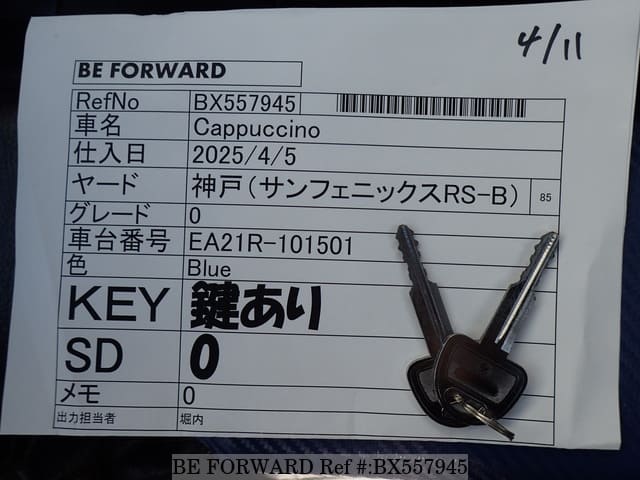 4/11
BE FORWARD
RefNo BX557945
車名 Cappuccino
仕入日 2025/4/5
ヤード 神戸(サンフェニックスRS-B) 85
グレード 0
車台番号 EA21R-101501
色 Blue
KEY 鍵あり
SD 0
メモ 0
出力担当者 堀内
BE FORWARD Ref #:BX557945